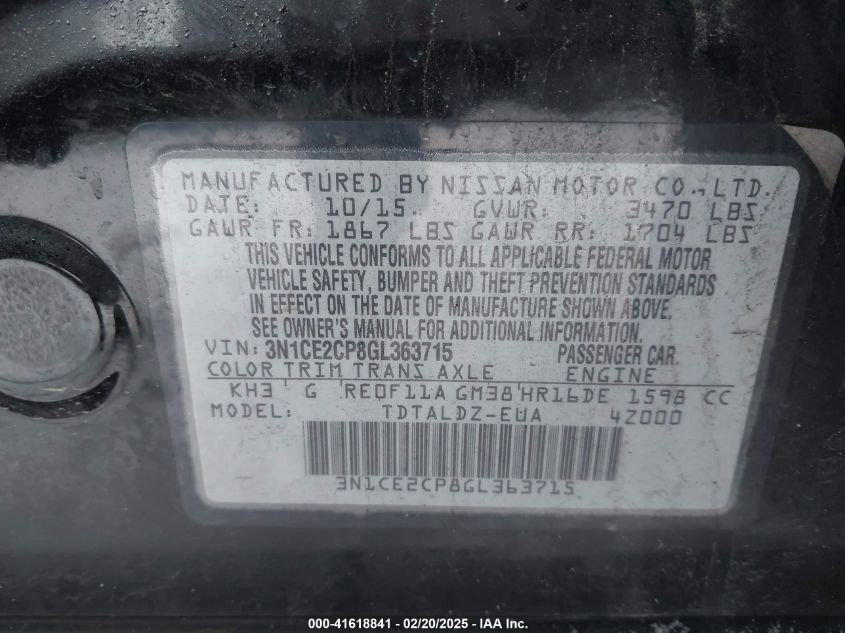 MANUFACTURED BY NISSAN MOTOR CO.,LTD.
DATE: 10/15. GVWR: 3470 LBS
GAWR FR: 1867 LBS GAWR RR: 1704 LBS
THIS VEHICLE CONFORMS TO ALL APPLICABLE FEDERAL MOTOR
VEHICLE SAFETY, BUMPER AND THEFT PREVENTION STANDARDS
IN EFFECT ON THE DATE OF MANUFACTURE SHOWN ABOVE.
SEE OWNER'S MANUAL FOR ADDITIONAL INFORMATION.
VIN: 3N1CE2CP8GL363715 PASSENGER CAR.
COLOR TRIM TRANS AXLE ENGINE
KH3 G RE0F11A GM38 HR16DE 1598 CC
MODEL: TDTALDZ-EUA 4Z000
3N1CE2CP8GL363715
000-41618841 - 02/20/2025 - IAA Inc.